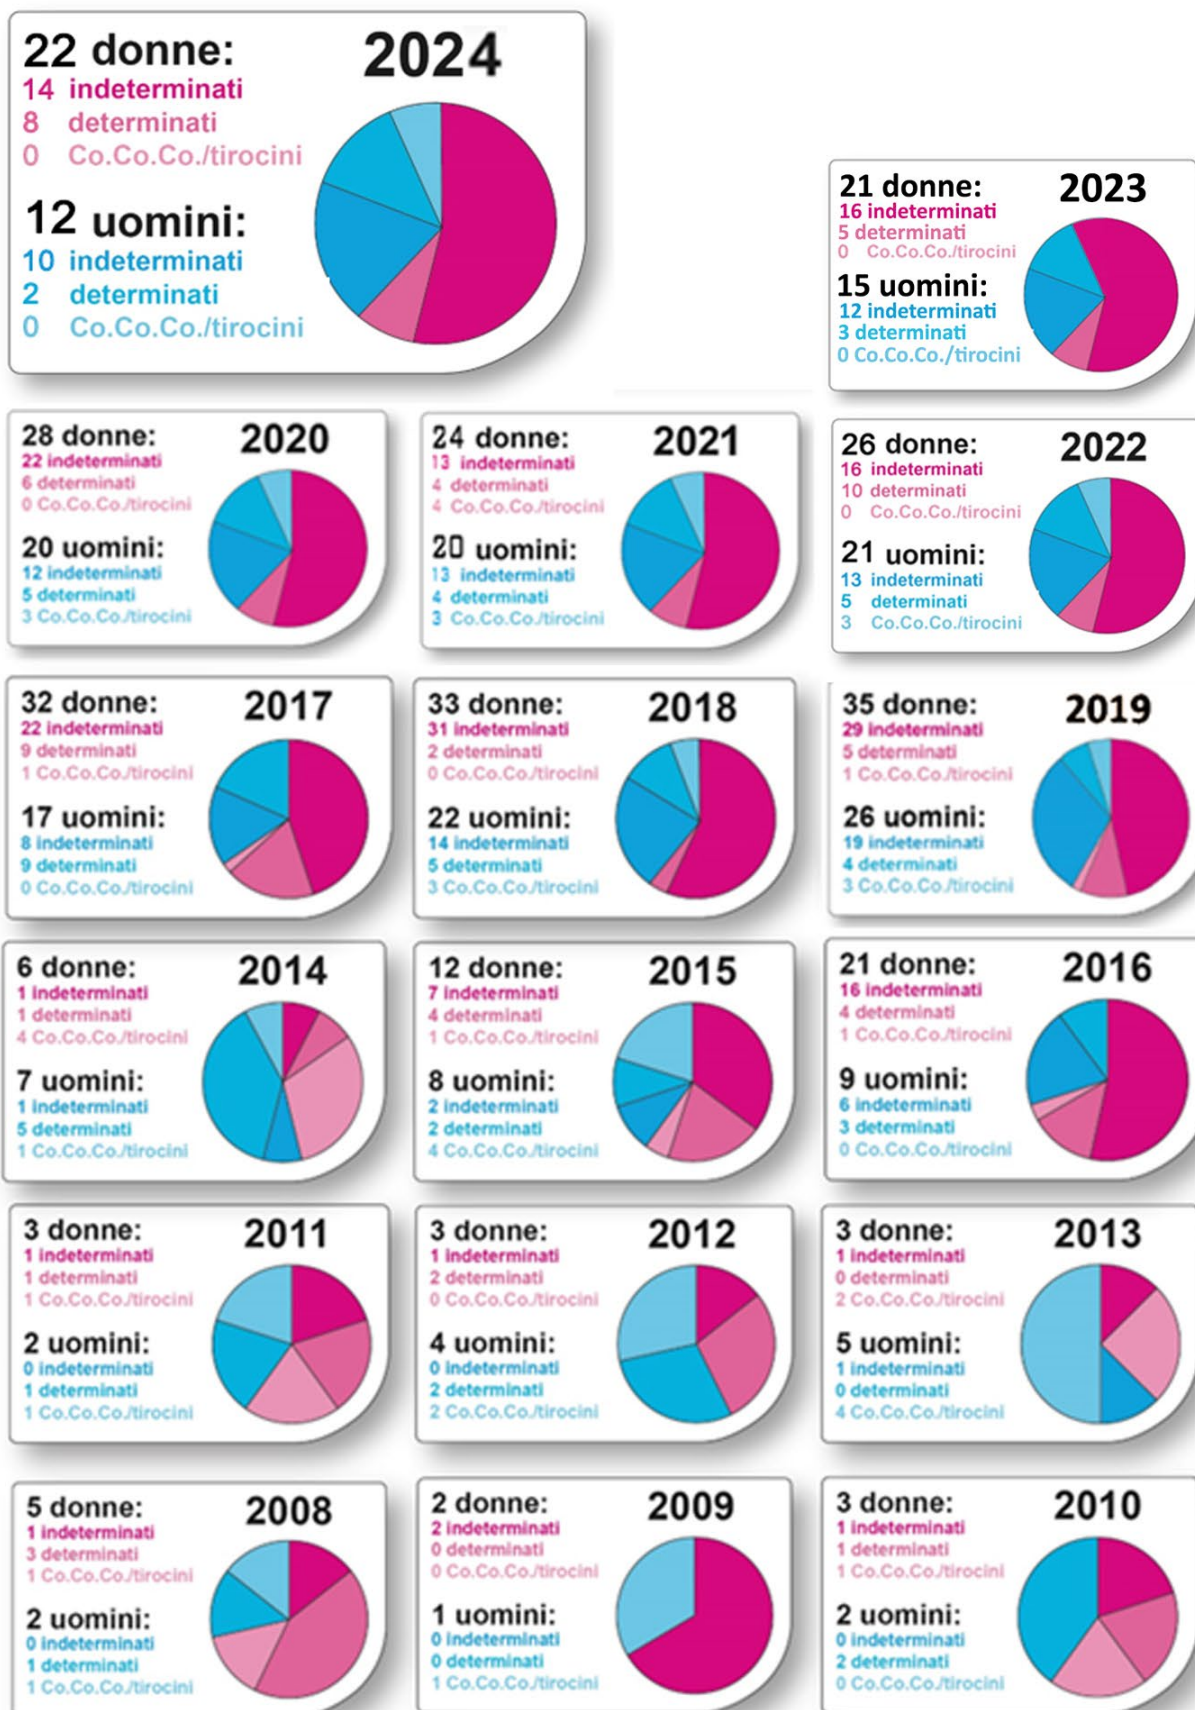 22 donne:
2024
14 indeterminati
8 determinati
0 Co.Co.Co./tirocini
12 uomini:
10 indeterminati
2 determinati
0 Co.Co.Co./tirocini
21 donne:
2023
16 indeterminati
5 determinati
0 Co.Co.Co./tirocini
15 uomini:
12 indeterminati
3 determinati
0 Co.Co.Co./tirocini
28 donne:
2020
22 indeterminati
6 determinati
0 Co.Co.Co./tirocini
20 uomini:
12 indeterminati
5 determinati
3 Co.Co.Co./tirocini
24 donne:
2021
13 indeterminati
4 determinati
4 Co.Co.Co./tirocini
20 uomini:
13 indeterminati
4 determinati
3 Co.Co.Co./tirocini
26 donne:
2022
16 indeterminati
10 determinati
0 Co.Co.Co./tirocini
21 uomini:
13 indeterminati
5 determinati
3 Co.Co.Co./tirocini
32 donne:
2017
22 indeterminati
9 determinati
1 Co.Co.Co./tirocini
17 uomini:
8 indeterminati
9 determinati
0 Co.Co.Co./tirocini
33 donne:
2018
31 indeterminati
2 determinati
0 Co.Co.Co./tirocini
22 uomini:
14 indeterminati
5 determinati
3 Co.Co.Co./tirocini
35 donne:
2019
29 indeterminati
5 determinati
1 Co.Co.Co./tirocini
26 uomini:
19 indeterminati
4 determinati
3 Co.Co.Co./tirocini
6 donne:
2014
1 indeterminati
1 determinati
4 Co.Co.Co./tirocini
7 uomini:
1 indeterminati
5 determinati
1 Co.Co.Co./tirocini
12 donne:
2015
7 indeterminati
4 determinati
1 Co.Co.Co./tirocini
8 uomini:
2 indeterminati
2 determinati
4 Co.Co.Co./tirocini
21 donne:
2016
16 indeterminati
4 determinati
1 Co.Co.Co./tirocini
9 uomini:
6 indeterminati
3 determinati
0 Co.Co.Co./tirocini
3 donne:
2011
1 indeterminati
1 determinati
1 Co.Co.Co./tirocini
2 uomini:
0 indeterminati
1 determinati
1 Co.Co.Co./tirocini
3 donne:
2012
1 indeterminati
2 determinati
0 Co.Co.Co./tirocini
4 uomini:
0 indeterminati
2 determinati
2 Co.Co.Co./tirocini
3 donne:
2013
1 indeterminati
0 determinati
2 Co.Co.Co./tirocini
5 uomini:
1 indeterminati
0 determinati
4 Co.Co.Co./tirocini
5 donne:
2008
1 indeterminati
3 determinati
1 Co.Co.Co./tirocini
2 uomini:
0 indeterminati
1 determinati
1 Co.Co.Co./tirocini
2 donne:
2009
2 indeterminati
0 determinati
0 Co.Co.Co./tirocini
1 uomini:
0 indeterminati
0 determinati
1 Co.Co.Co./tirocini
3 donne:
2010
1 indeterminati
1 determinati
1 Co.Co.Co./tirocini
2 uomini:
0 indeterminati
2 determinati
0 Co.Co.Co./tirocini